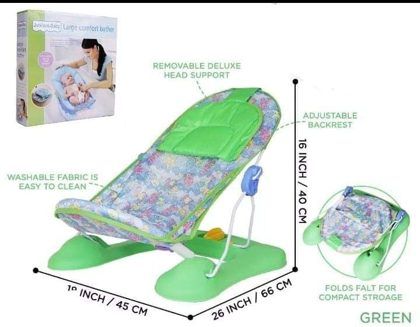 Large comfort bather
REMOVABLE DELUXE
HEAD SUPPORT
ADJUSTABLE
BACKREST
WASHABLE FABRIC IS
EASY TO CLEAN
16 INCH / 40 CM
18 INCH / 45 CM
26 INCH / 66 CM
FOLDS FALT FOR
COMPACT STROAGE
GREEN